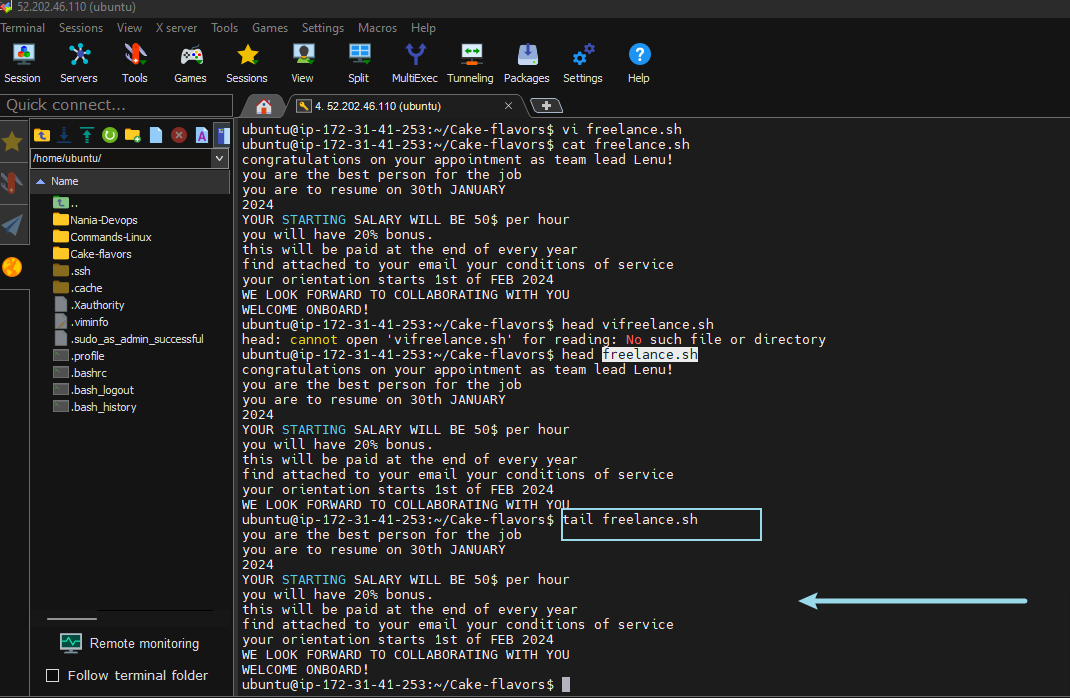 52.202.46.110 (ubuntu)
Terminal Sessions View X server Tools Games Settings Macros Help
Session Servers Tools Games Sessions View Split MultiExec Tunneling Packages Settings Help
Quick connect...
4. 52.202.46.110 (ubuntu)
/home/ubuntu/
Name
..
Nania-Devops
Commands-Linux
Cake-flavors
.ssh
.cache
.Xauthority
.viminfo
.sudo_as_admin_successful
.profile
.bashrc
.bash_logout
.bash_history
Remote monitoring
Follow terminal folder
ubuntu@ip-172-31-41-253:~/Cake-flavors$ vi freelance.sh
ubuntu@ip-172-31-41-253:~/Cake-flavors$ cat freelance.sh
congratulations on your appointment as team lead Lenu!
you are the best person for the job
you are to resume on 30th JANUARY
2024
YOUR STARTING SALARY WILL BE 50$ per hour
you will have 20% bonus.
this will be paid at the end of every year
find attached to your email your conditions of service
your orientation starts 1st of FEB 2024
WE LOOK FORWARD TO COLLABORATING WITH YOU
WELCOME ONBOARD!
ubuntu@ip-172-31-41-253:~/Cake-flavors$ head vifreelance.sh
head: cannot open 'vifreelance.sh' for reading: No such file or directory
ubuntu@ip-172-31-41-253:~/Cake-flavors$ head freelance.sh
congratulations on your appointment as team lead Lenu!
you are the best person for the job
you are to resume on 30th JANUARY
2024
YOUR STARTING SALARY WILL BE 50$ per hour
you will have 20% bonus.
this will be paid at the end of every year
find attached to your email your conditions of service
your orientation starts 1st of FEB 2024
WE LOOK FORWARD TO COLLABORATING WITH YOU
ubuntu@ip-172-31-41-253:~/Cake-flavors$ tail freelance.sh
you are the best person for the job
you are to resume on 30th JANUARY
2024
YOUR STARTING SALARY WILL BE 50$ per hour
you will have 20% bonus.
this will be paid at the end of every year
find attached to your email your conditions of service
your orientation starts 1st of FEB 2024
WE LOOK FORWARD TO COLLABORATING WITH YOU
WELCOME ONBOARD!
ubuntu@ip-172-31-41-253:~/Cake-flavors$